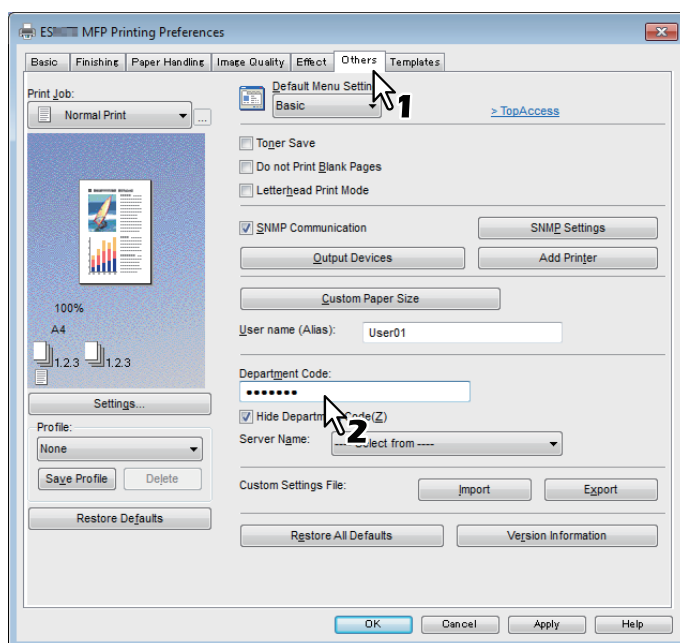 MFP Printing Preferences
Basic Finishing Paper Handling Image Quality Effect Others Templates
Print Job:
Normal Print
...
100%
A4
1.2.3 1.2.3
Settings...
Profile:
None
Save Profile Delete
Restore Defaults
Default Menu Settin
Basic
1
> TopAccess
Toner Save
Do not Print Blank Pages
Letterhead Print Mode
SNMP Communication
SNMP Settings
Output Devices
Add Printer
Custom Paper Size
User name (Alias): User01
Department Code:
•••••••
Hide Departm Code(Z)
2
Server Name: Select from ----
Custom Settings File: Import Export
Restore All Defaults Version Information
OK Cancel Apply Help